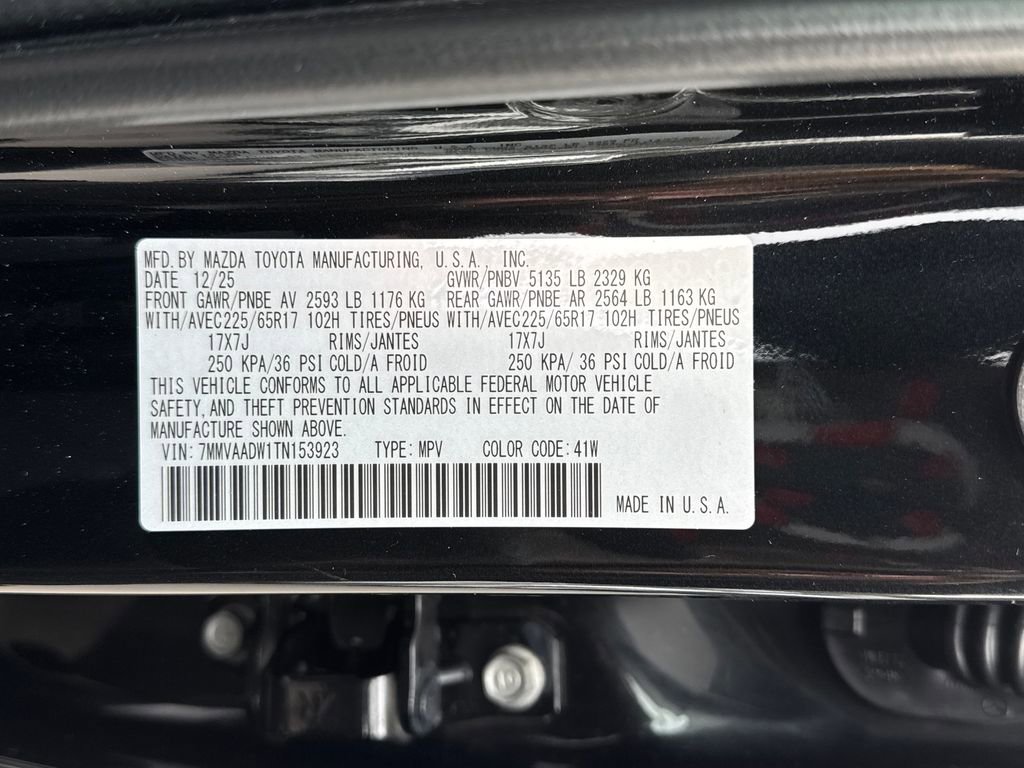 MFD. BY MAZDA TOYOTA MANUFACTURING, U.S.A., INC.
DATE 12/25 GVWR/PNBV 5135 LB 2329 KG
FRONT GAWR/PNBE AV 2593 LB 1176 KG REAR GAWR/PNBE AR 2564 LB 1163 KG
WITH/AVEC225/65R17 102H TIRES/PNEUS WITH/AVEC225/65R17 102H TIRES/PNEUS
17X7J RIMS/JANTES 17X7J RIMS/JANTES
250 KPA/36 PSI COLD/A FROID 250 KPA/ 36 PSI COLD/A FROID
THIS VEHICLE CONFORMS TO ALL APPLICABLE FEDERAL MOTOR VEHICLE
SAFETY, AND THEFT PREVENTION STANDARDS IN EFFECT ON THE DATE OF
MANUFACTURE SHOWN ABOVE.
VIN: 7MMVAADW1TN153923 TYPE: MPV COLOR CODE: 41W
MADE IN U.S.A.